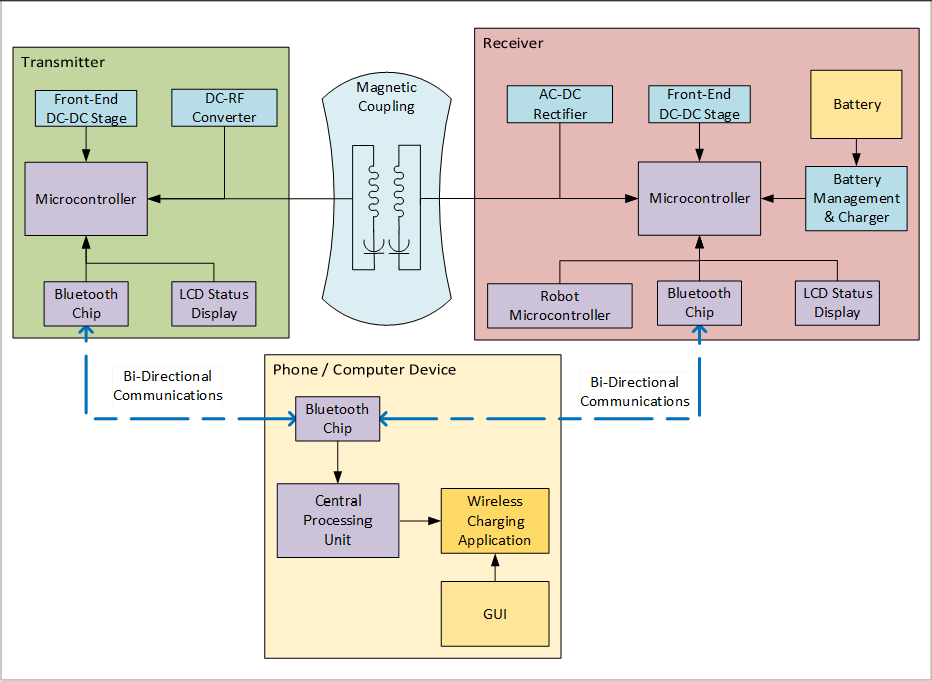 Transmitter
Front-End
DC-DC Stage
DC-RF
Converter
Microcontroller
Bluetooth
Chip
LCD Status
Display
Magnetic
Coupling
Receiver
AC-DC
Rectifier
Front-End
DC-DC Stage
Battery
Microcontroller
Battery
Management
& Charger
Robot
Microcontroller
Bluetooth
Chip
LCD Status
Display
Bi-Directional
Communications
Bi-Directional
Communications
Phone / Computer Device
Bluetooth
Chip
Central
Processing
Unit
Wireless
Charging
Application
GUI